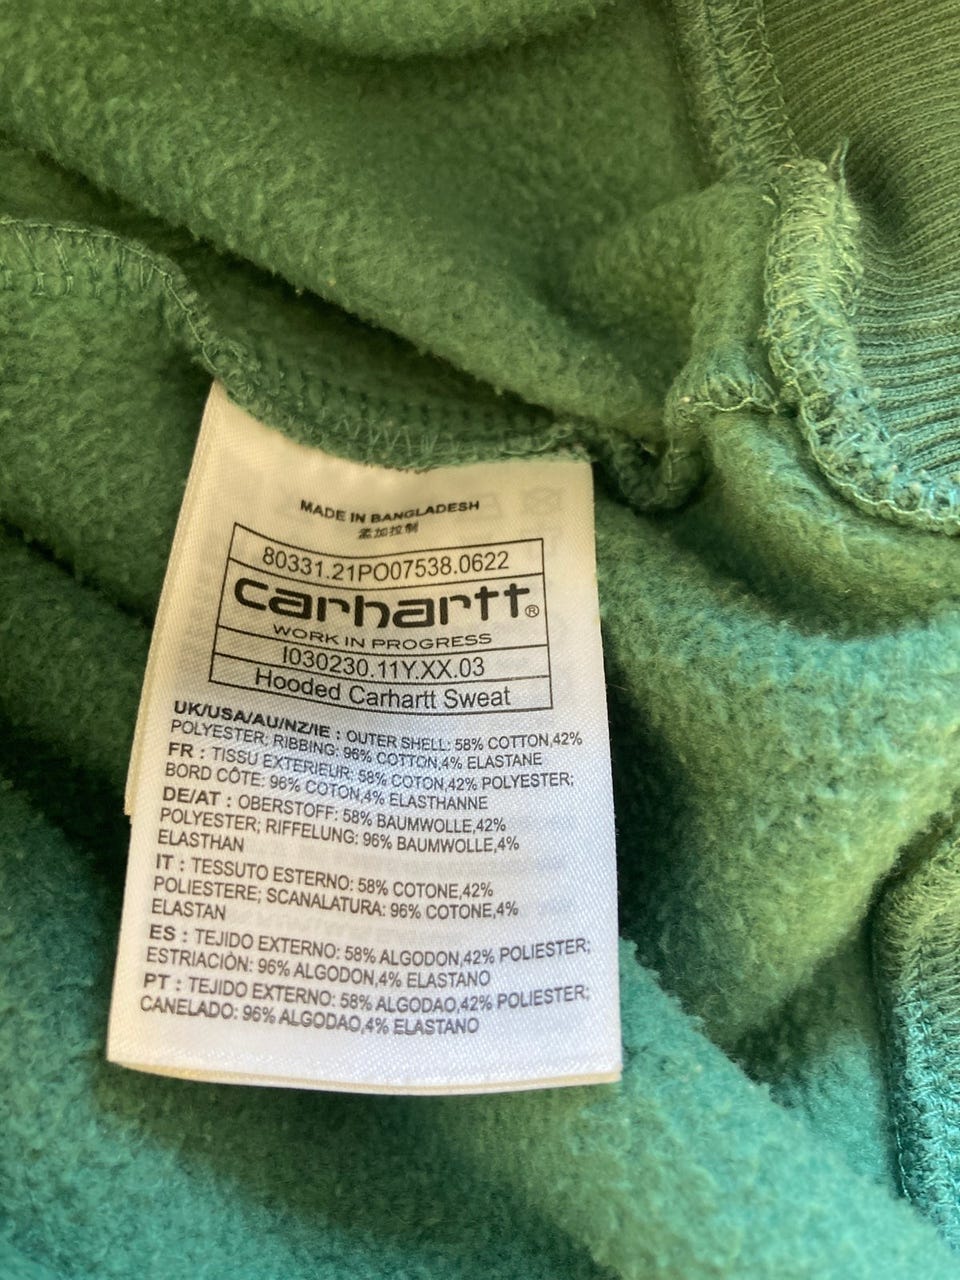 MADE IN BANGLADESH
孟加拉制
80331.21PO07538.0622
carhartt®
WORK IN PROGRESS
I030230.11Y.XX.03
Hooded Carhartt Sweat
UK/USA/AU/NZ/IE : OUTER SHELL: 58% COTTON,42%
POLYESTER; RIBBING: 96% COTTON,4% ELASTANE
FR : TISSU EXTERIEUR: 58% COTON,42% POLYESTER;
BORD CÔTE: 96% COTON,4% ELASTHANNE
DE/AT : OBERSTOFF: 58% BAUMWOLLE,42%
POLYESTER; RIFFELUNG: 96% BAUMWOLLE,4%
ELASTHAN
IT : TESSUTO ESTERNO: 58% COTONE,42%
POLIESTERE; SCANALATURA: 96% COTONE,4%
ELASTAN
ES : TEJIDO EXTERNO: 58% ALGODON,42% POLIESTER;
ESTRIACIÓN: 96% ALGODON,4% ELASTANO
PT : TEJIDO EXTERNO: 58% ALGODAO,42% POLIESTER;
CANELADO: 96% ALGODAO,4% ELASTANO